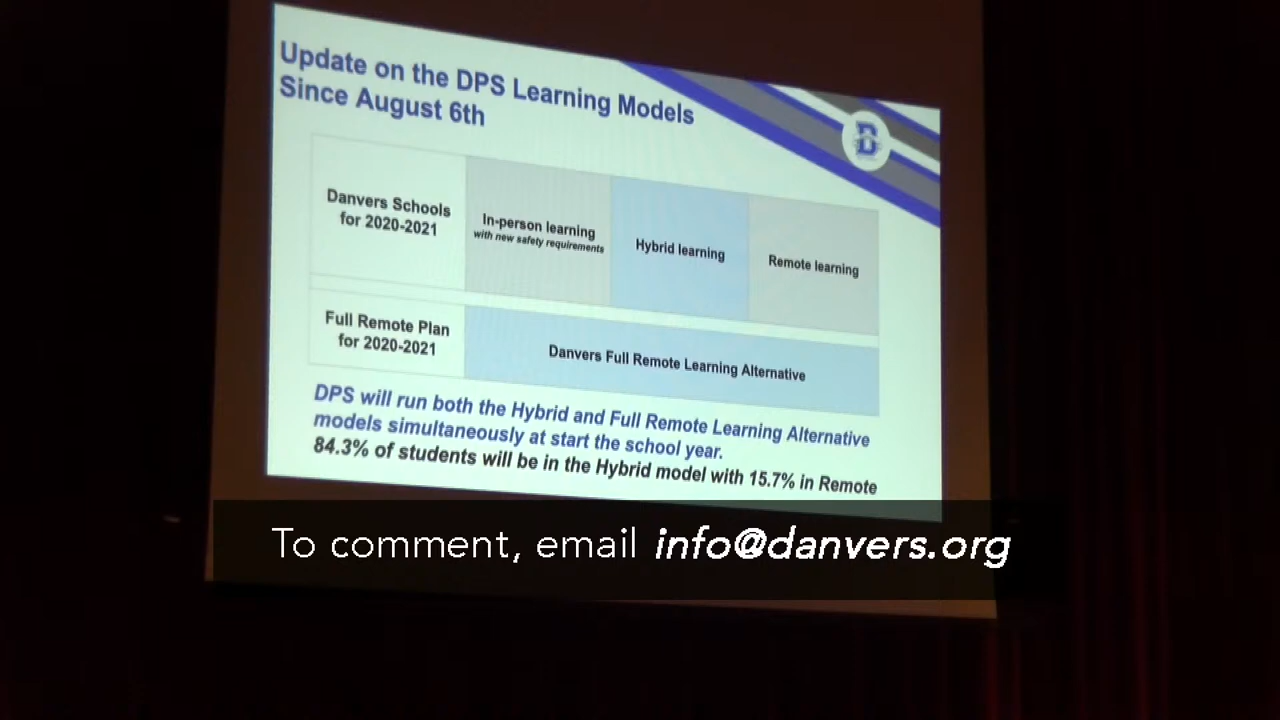 Update on the DPS Learning Models
Since August 6th
D
Danvers Schools
for 2020-2021
In-person learning
with new safety requirements
Hybrid learning
Remote learning
Full Remote Plan
for 2020-2021
Danvers Full Remote Learning Alternative
DPS will run both the Hybrid and Full Remote Learning Alternative
models simultaneously at start the school year.
84.3% of students will be in the Hybrid model with 15.7% in Remote
To comment, email info@danvers.org